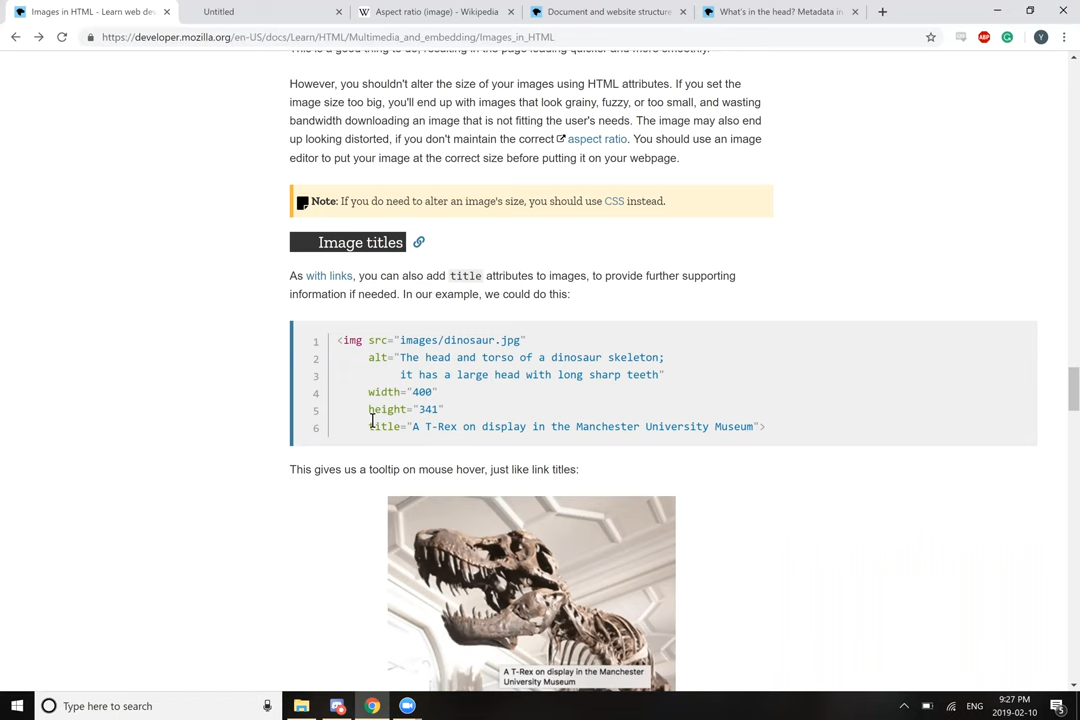 Images in HTML - Learn web de
Untitled
Aspect ratio (image) - Wikipedia
Document and website structure
What's in the head? Metadata in
https://developer.mozilla.org/en-US/docs/Learn/HTML/Multimedia_and_embedding/Images_in_HTML
ABP
G
Y
This is a good thing to do, resulting in the page loading quicker and more smoothly.
However, you shouldn't alter the size of your images using HTML attributes. If you set the
image size too big, you'll end up with images that look grainy, fuzzy, or too small, and wasting
bandwidth downloading an image that is not fitting the user's needs. The image may also end
up looking distorted, if you don't maintain the correct aspect ratio. You should use an image
editor to put your image at the correct size before putting it on your webpage.
Note: If you do need to alter an image's size, you should use CSS instead.
Image titles
As with links, you can also add title attributes to images, to provide further supporting
information if needed. In our example, we could do this:
1 <img src="images/dinosaur.jpg"
2 alt="The head and torso of a dinosaur skeleton;
3 it has a large head with long sharp teeth"
4 width="400"
5 height="341"
6 title="A T-Rex on display in the Manchester University Museum">
This gives us a tooltip on mouse hover, just like link titles:
A T-Rex on display in the Manchester
University Museum
Type here to search
ENG
9:27 PM
2019-02-10
5